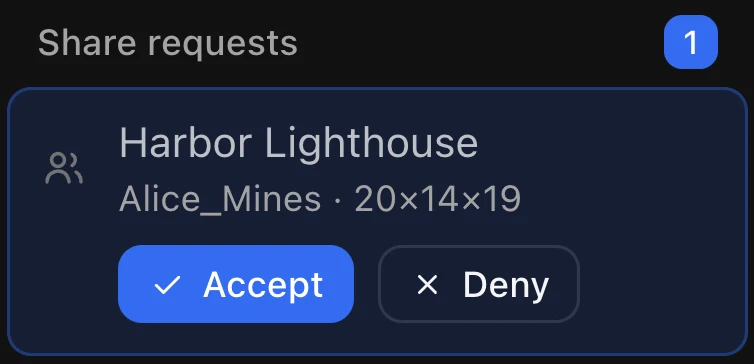 Share requests 1
Harbor Lighthouse
Alice_Mines · 20×14×19
Accept Deny